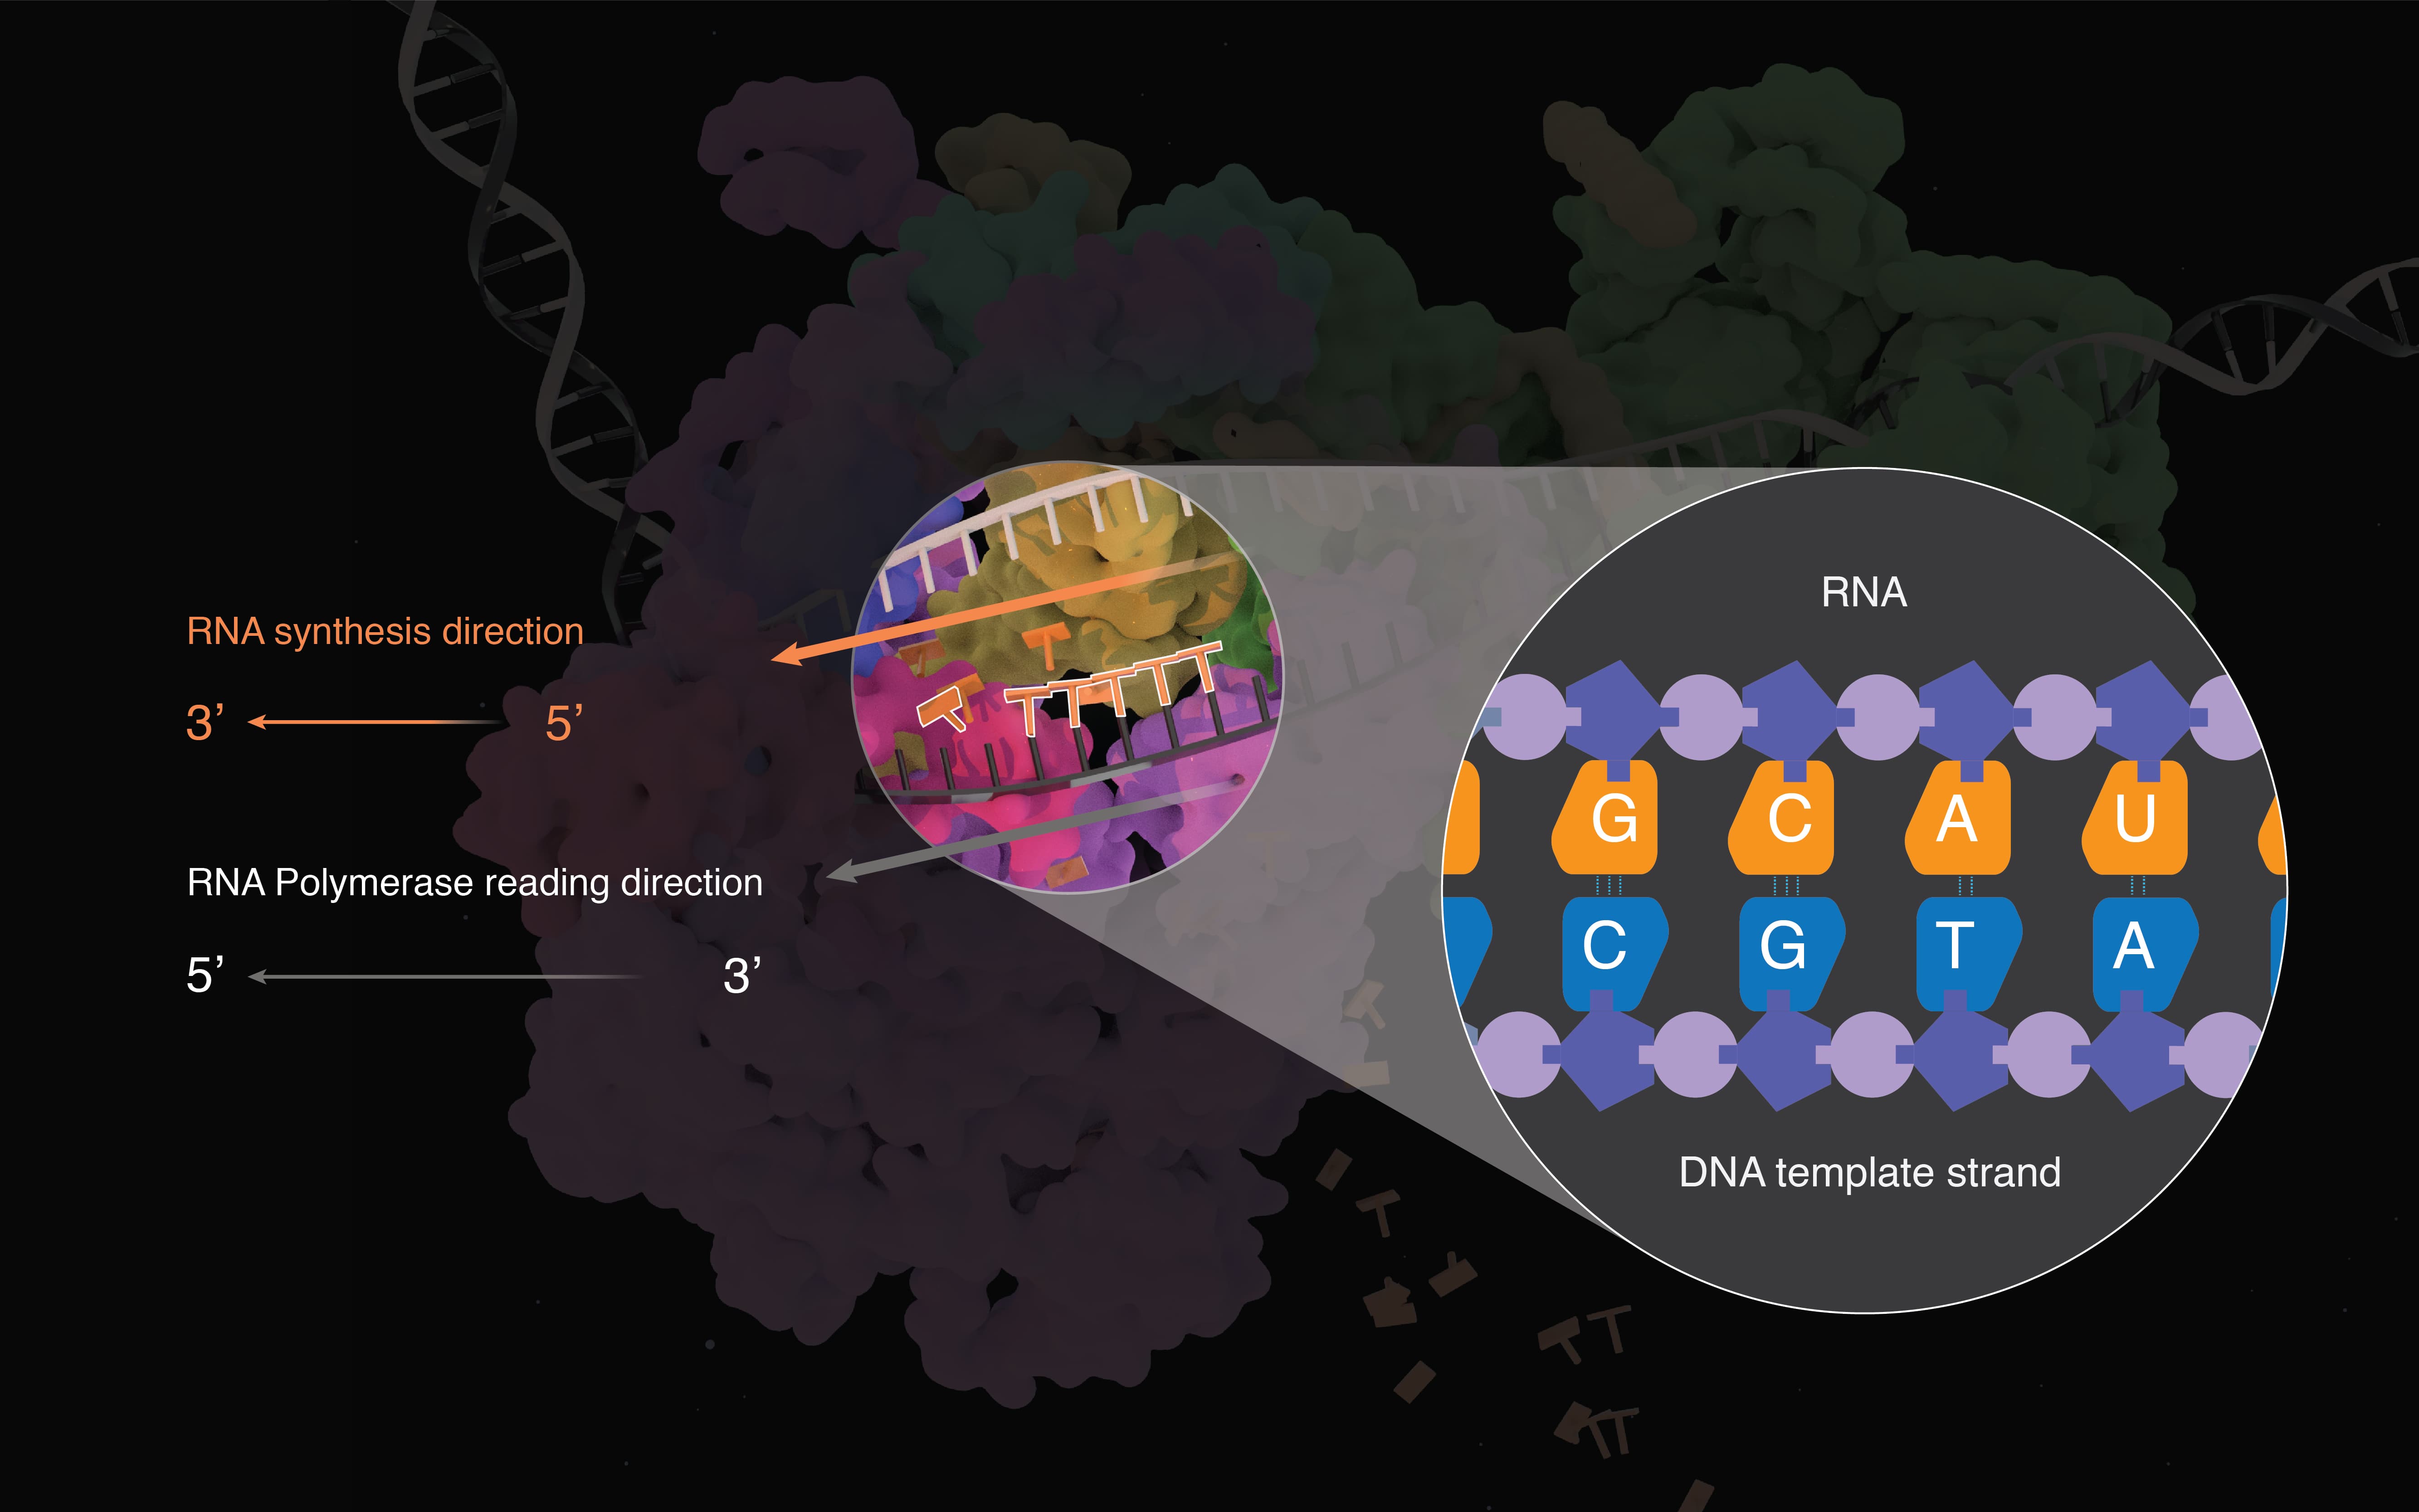 RNA synthesis direction
3’ 5’
RNA Polymerase reading direction
5’ 3’
RNA
G C A U
C G T A
DNA template strand